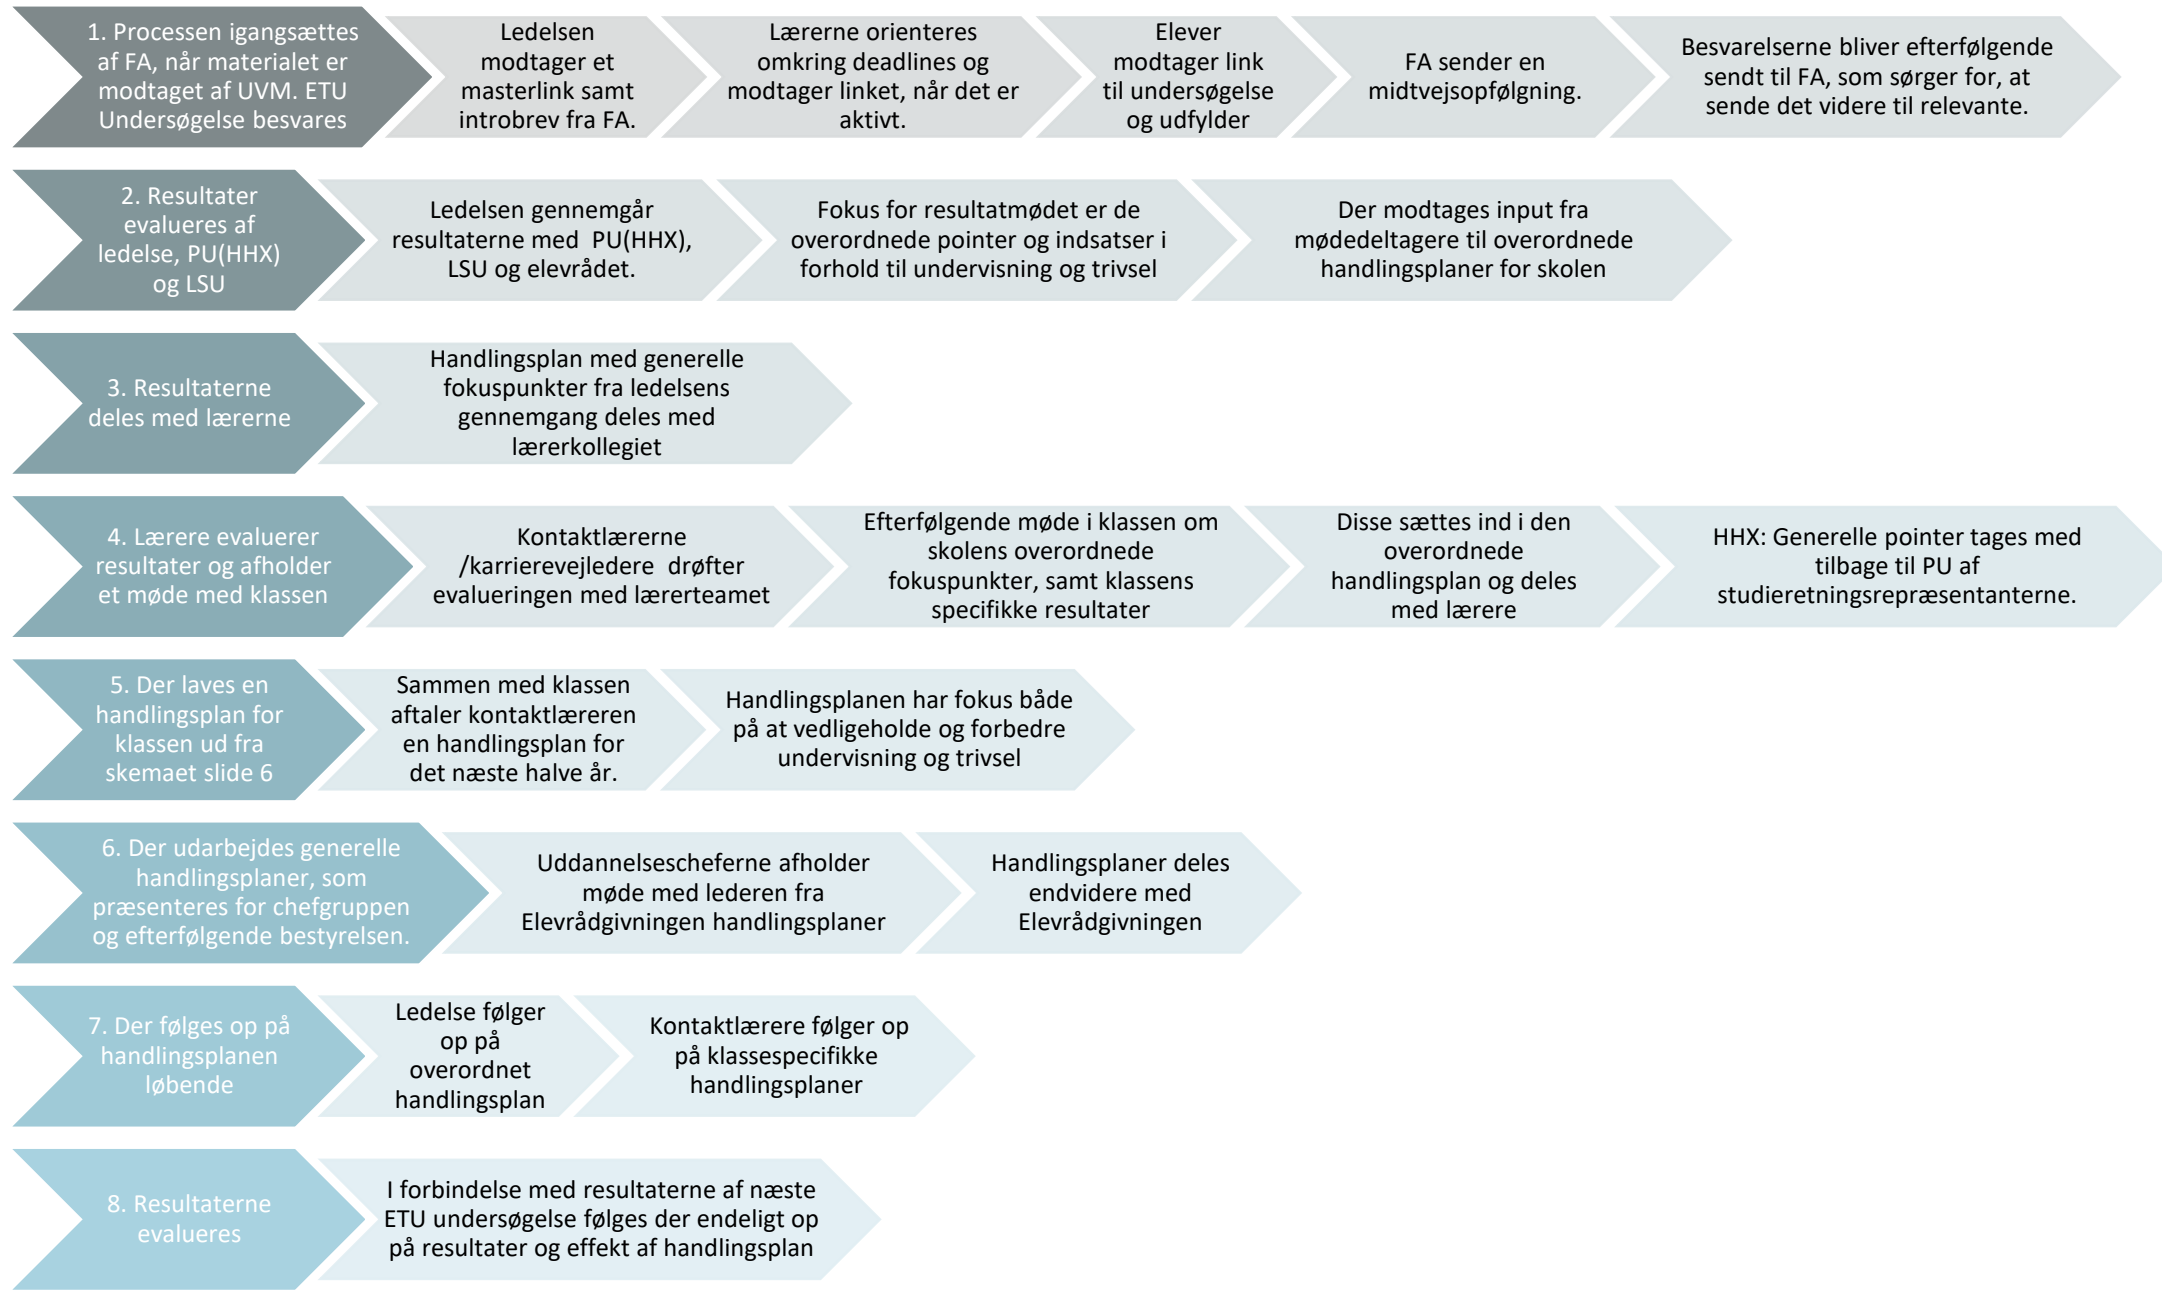 1. Processen igangsættes
af FA, når materialet er
modtaget af UVM. ETU
Undersøgelse besvares
Ledelsen
modtager et
masterlink samt
introbrev fra FA.
Lærerne orienteres
omkring deadlines og
modtager linket, når det er
aktivt.
Elever
modtager link
til undersøgelse
og udfylder
FA sender en
midtvejsopfølgning.
Besvarelserne bliver efterfølgende
sendt til FA, som sørger for, at
sende det videre til relevante.
2. Resultater
evalueres af
ledelse, PU(HHX)
og LSU
Ledelsen gennemgår
resultaterne med PU(HHX),
LSU og elevrådet.
Fokus for resultatmødet er de
overordnede pointer og indsatser i
forhold til undervisning og trivsel
Der modtages input fra
mødedeltagere til overordnede
handlingsplaner for skolen
3. Resultaterne
deles med lærerne
Handlingsplan med generelle
fokuspunkter fra ledelsens
gennemgang deles med
lærerkollegiet
4. Lærere evaluerer
resultater og afholder
et møde med klassen
Kontaktlærerne
/karrierevejledere drøfter
evalueringen med lærerteamet
Efterfølgende møde i klassen om
skolens overordnede
fokuspunkter, samt klassens
specifikke resultater
Disse sættes ind i den
overordnede
handlingsplan og deles
med lærere
HHX: Generelle pointer tages med
tilbage til PU af
studieretningsrepræsentanterne.
5. Der laves en
handlingsplan for
klassen ud fra
skemaet slide 6
Sammen med klassen
aftaler kontaktlæreren
en handlingsplan for
det næste halve år.
Handlingsplanen har fokus både
på at vedligeholde og forbedre
undervisning og trivsel
6. Der udarbejdes generelle
handlingsplaner, som
præsenteres for chefgruppen
og efterfølgende bestyrelsen.
Uddannelsescheferne afholder
møde med lederen fra
Elevrådgivningen handlingsplaner
Handlingsplaner deles
endvidere med
Elevrådgivningen
7. Der følges op på
handlingsplanen
løbende
Ledelse følger
op på
overordnet
handlingsplan
Kontaktlærere følger op
på klassespecifikke
handlingsplaner
8. Resultaterne
evalueres
I forbindelse med resultaterne af næste
ETU undersøgelse følges der endeligt op
på resultater og effekt af handlingsplan